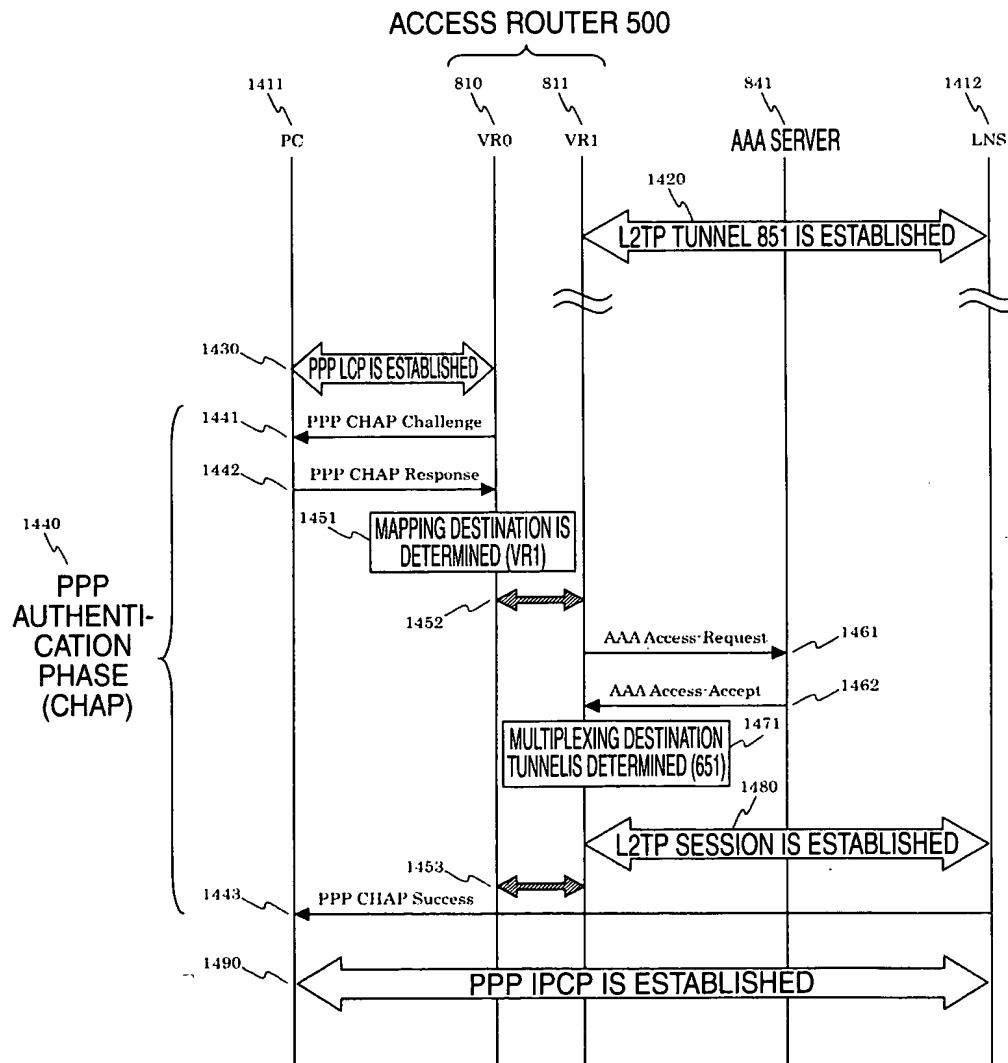 ACCESS ROUTER 500
1411
810
811
841
1412
PC
VR0
VR1
AAA SERVER
LNS
1420
L2TP TUNNEL 851 IS ESTABLISHED
1430
PPP LCP IS ESTABLISHED
1441
PPP CHAP Challenge
1442
PPP CHAP Response
1451
MAPPING DESTINATION IS
DETERMINED (VR1)
1440
PPP
AUTHENTI-
CATION
PHASE
(CHAP)
1452
AAA Access-Request
1461
AAA Access-Accept
1462
MULTIPLEXING DESTINATION
TUNNELIS DETERMINED (651)
1471
1480
L2TP SESSION IS ESTABLISHED
1453
1443
PPP CHAP Success
1490
PPP IPCP IS ESTABLISHED